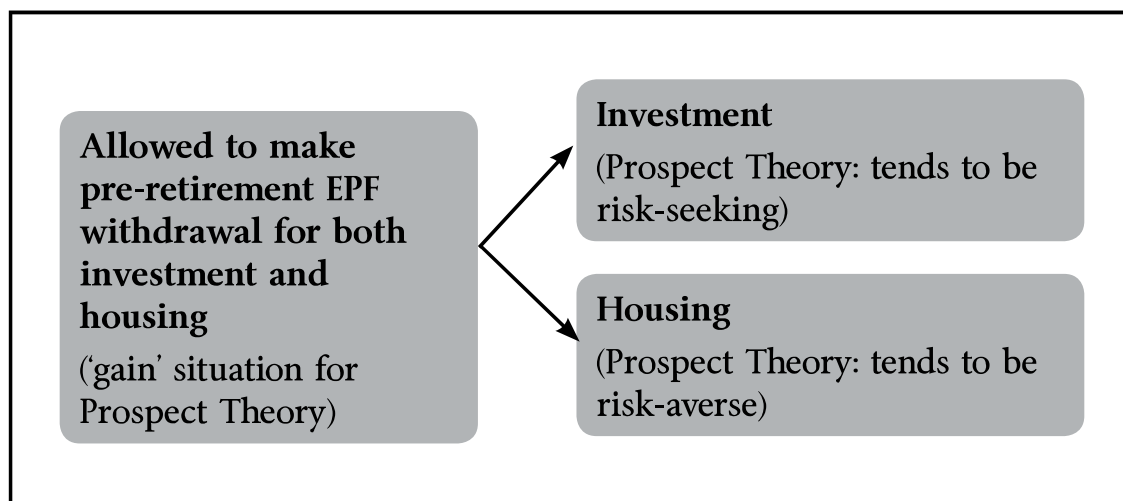 Allowed to make
pre-retirement EPF
withdrawal for both
investment and
housing
(‘gain’ situation for
Prospect Theory)
Investment
(Prospect Theory: tends to be
risk-seeking)
Housing
(Prospect Theory: tends to be
risk-averse)